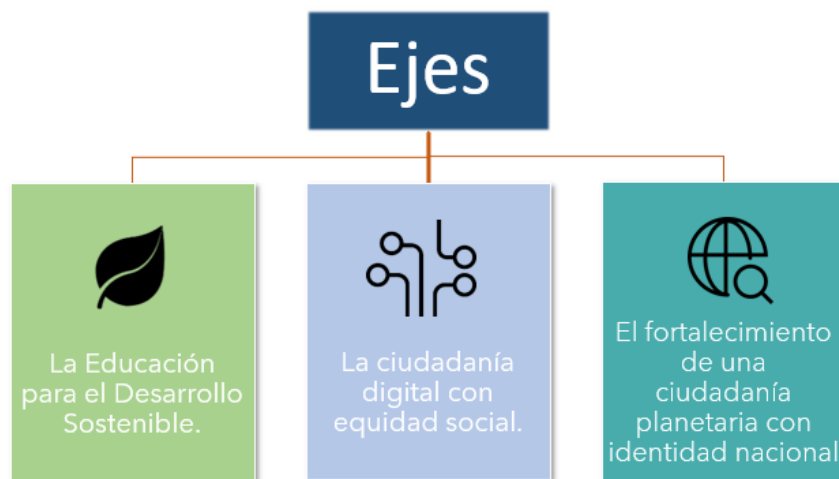 Ejes
La Educación
para el Desarrollo
Sostenible.
La ciudadanía
digital con
equidad social.
El fortalecimiento
de una
ciudadanía
planetaria con
identidad nacional